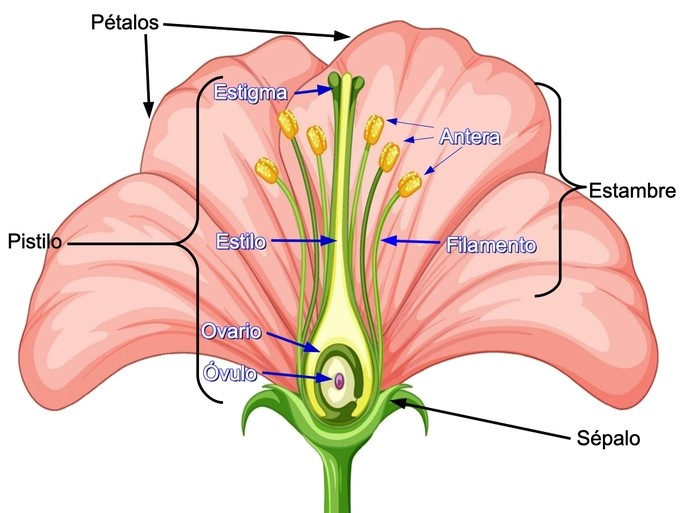 Pétalos
Estigma
Antera
Estambre
Pistilo
Estilo
Filamento
Ovario
Óvulo
Sépalo